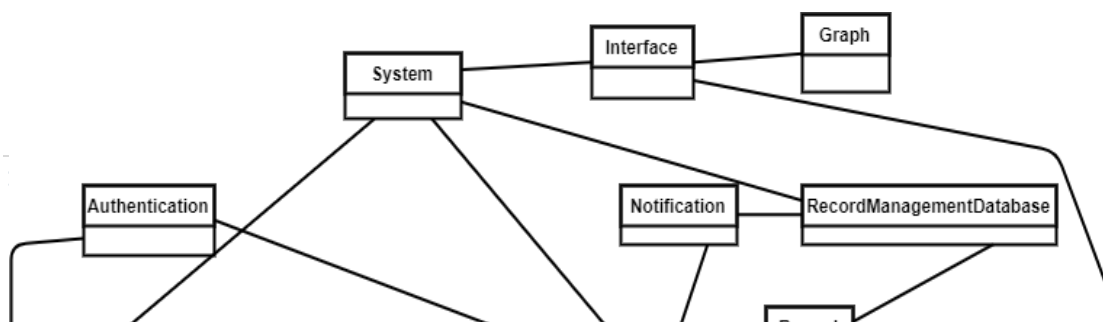 Graph
Interface
System
Authentication
Notification
RecordManagementDatabase